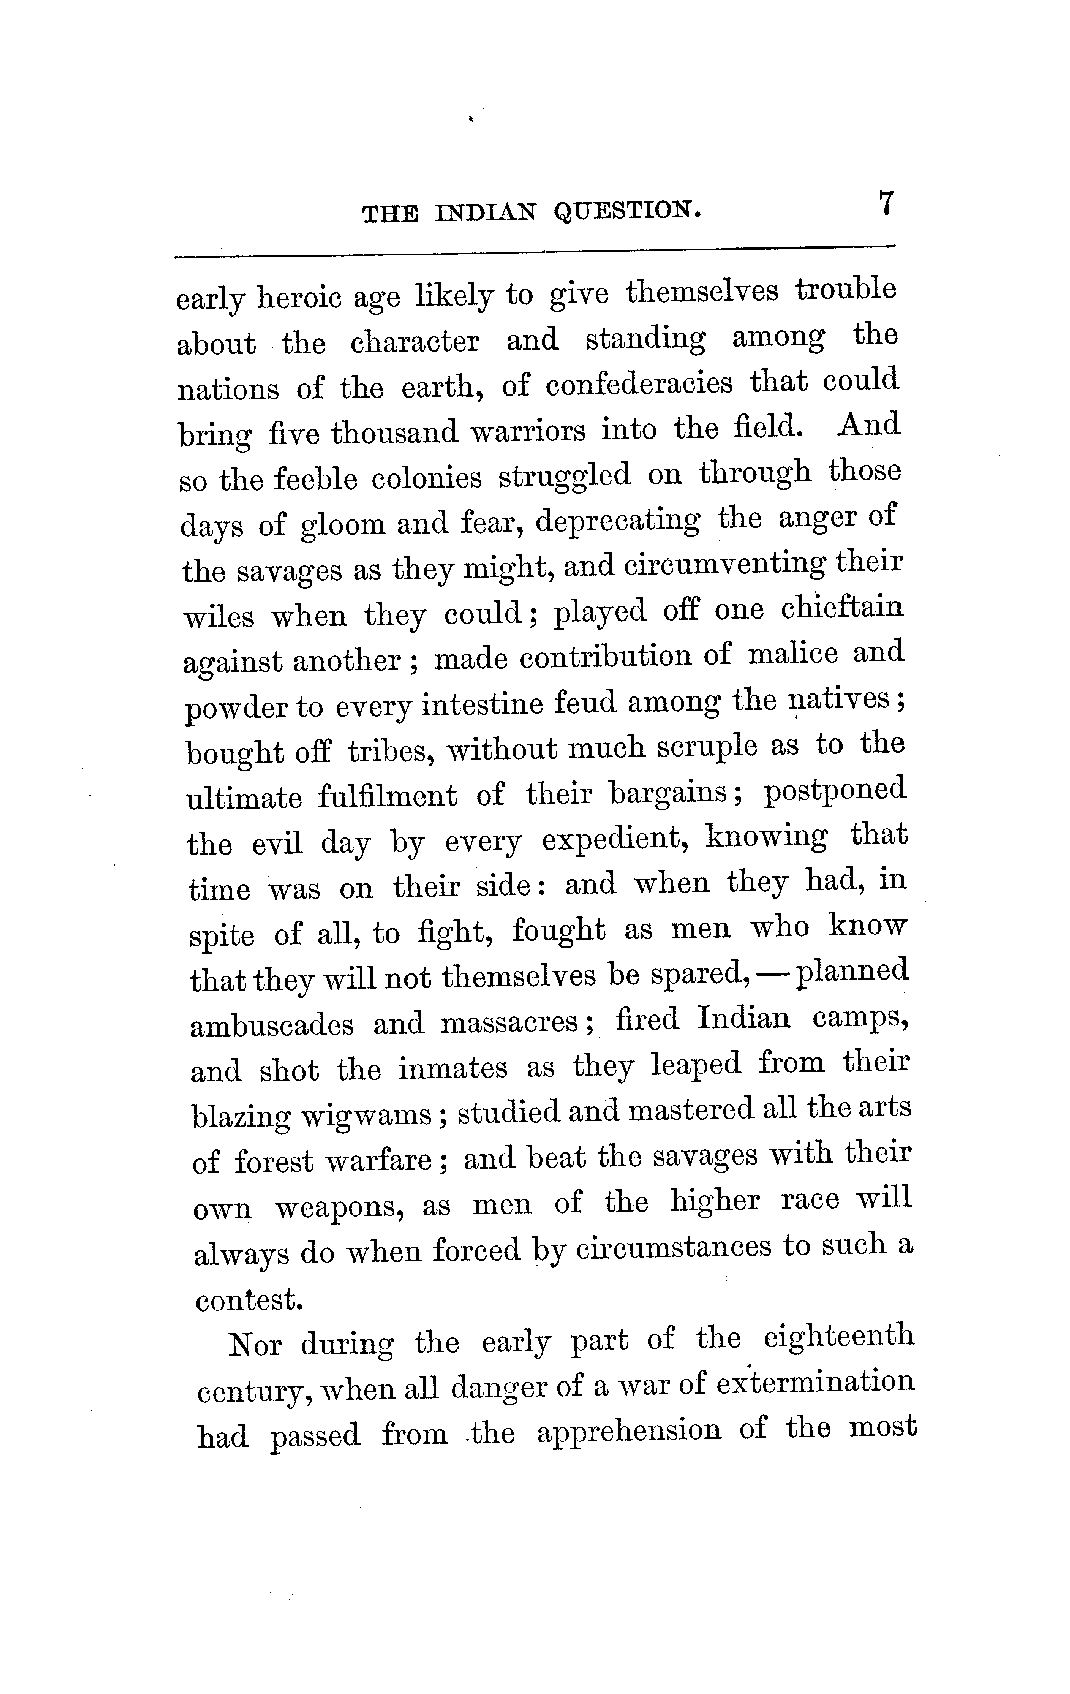 THE INDIAN QUESTION. 7
early heroic age likely to give themselves trouble
about the character and standing among the
nations of the earth, of confederacies that could
bring five thousand warriors into the field. And
so the feeble colonies struggled on through those
days of gloom and fear, deprecating the anger of
the savages as they might, and circumventing their
wiles when they could; played off one chieftain
against another; made contribution of malice and
powder to every intestine feud among the natives;
bought off tribes, without much scruple as to the
ultimate fulfilment of their bargains; postponed
the evil day by every expedient, knowing that
time was on their side: and when they had, in
spite of all, to fight, fought as men who know
that they will not themselves be spared,—planned
ambuscades and massacres; fired Indian camps,
and shot the inmates as they leaped from their
blazing wigwams; studied and mastered all the arts
of forest warfare; and beat the savages with their
own weapons, as men of the higher race will
always do when forced by circumstances to such a
contest.
Nor during the early part of the eighteenth
century, when all danger of a war of extermination
had passed from the apprehension of the most